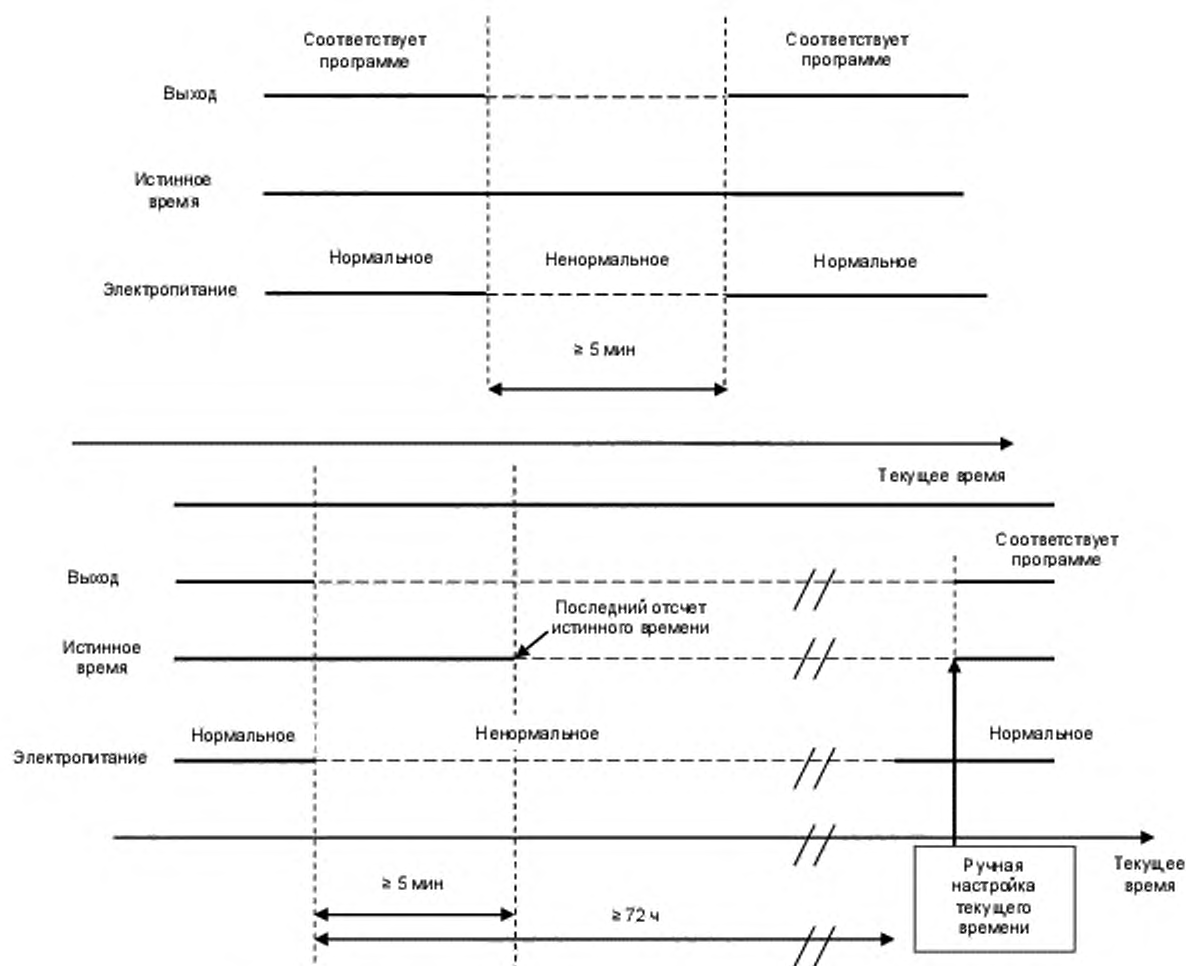 Соответствует
программе
Соответствует
программе
Выход
Истинное
время
Нормальное
Ненормальное
Нормальное
Электропитание
≥ 5 мин
Текущее время
Соответствует
программе
Выход
Последний отсчет
истинного времени
Истинное
время
Нормальное
Ненормальное
Нормальное
Электропитание
Ручная
настройка
текущего
времени
Текущее
время
≥ 5 мин
≥ 72 ч